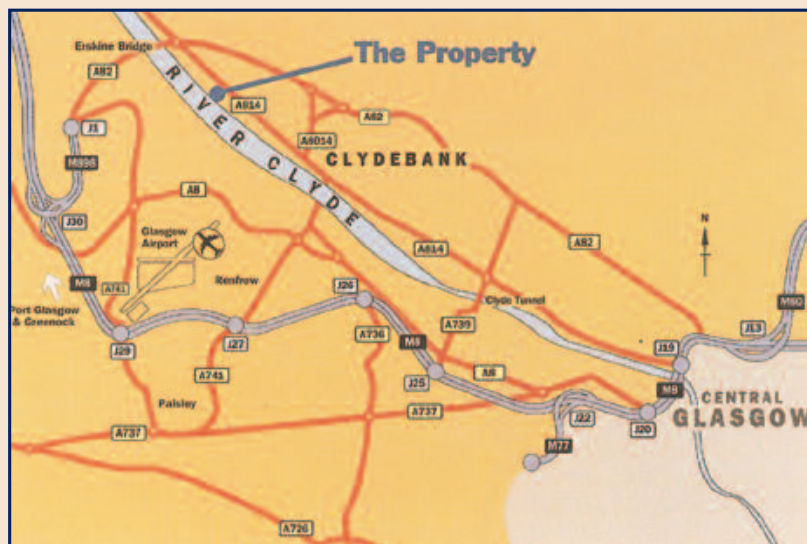 Erskine Bridge
The Property
A82
RIVER CLYDE
A814
J1
A82
A8014
CLYDEBANK
M898
A8
J30
Glasgow
Airport
N
A814
A82
Renfrew
M8
A741
J26
Clyde Tunnel
M80
Port Glasgow
& Greenock
J13
J29
J27
A736
A739
M8
J19
A741
J25
A8
M8
CENTRAL
GLASGOW
Paisley
A737
A737
J22
J20
M77
A726